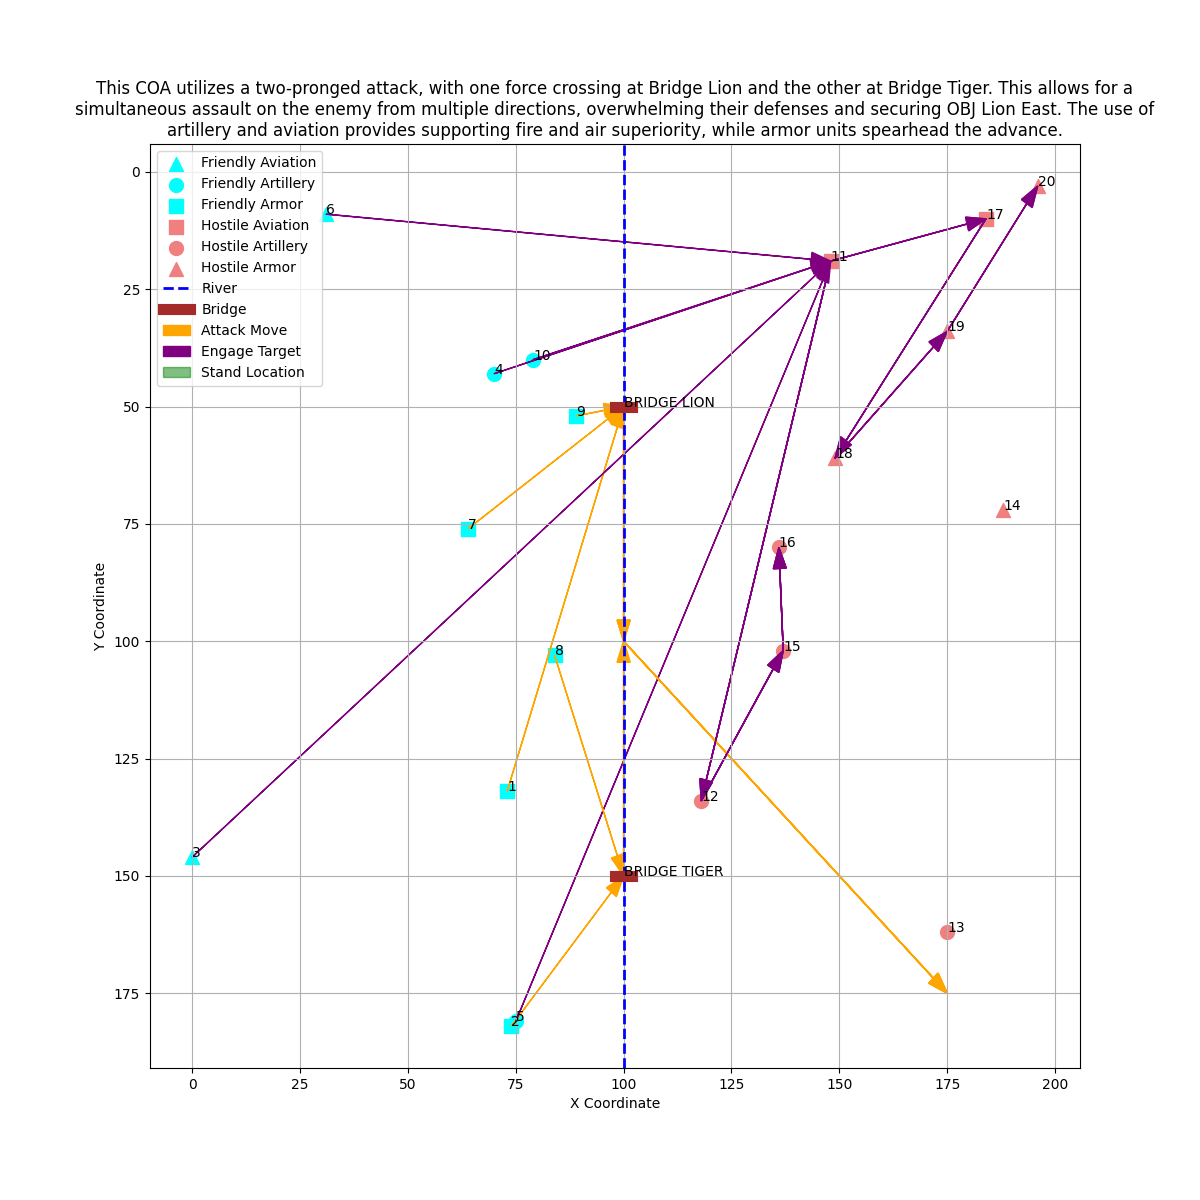 This COA utilizes a two-pronged attack, with one force crossing at Bridge Lion and the other at Bridge Tiger. This allows for a
simultaneous assault on the enemy from multiple directions, overwhelming their defenses and securing OBJ Lion East. The use of
artillery and aviation provides supporting fire and air superiority, while armor units spearhead the advance.
Friendly Aviation
Friendly Artillery
Friendly Armor
Hostile Aviation
Hostile Artillery
Hostile Armor
River
Bridge
Attack Move
Engage Target
Stand Location
20
6
17
11
19
10
4
BRIDGE LION
9
18
14
7
16
15
8
12
1
3
BRIDGE TIGER
13
5
2
0
25
50
75
100
125
150
175
Y Coordinate
0
25
50
75
100
125
150
175
200
X Coordinate